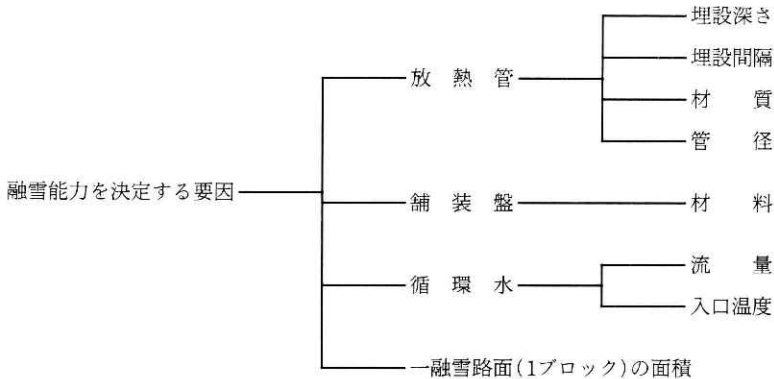 融雪能力を決定する要因
放熱管
埋設深さ
埋設間隔
材質
管径
舗装盤
材料
循環水
流量
入口温度
一融雪路面(1ブロック)の面積